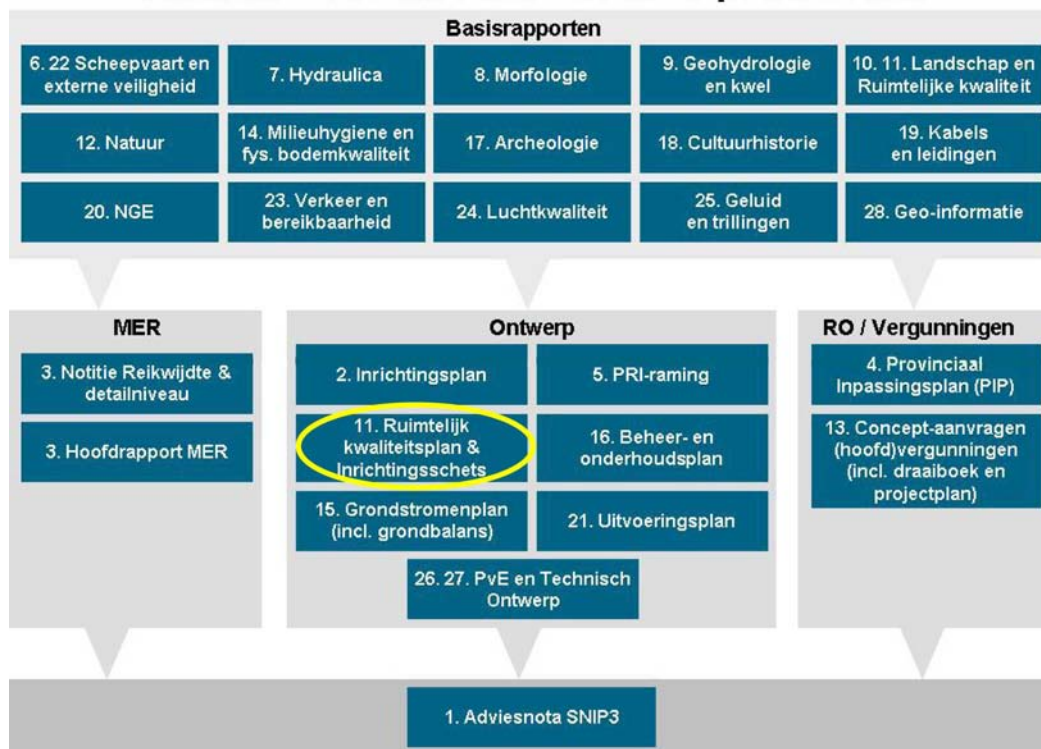 Basisrapporten
6. 22 Scheepvaart en
externe veiligheid
7. Hydraulica
8. Morfologie
9. Geohydrologie
en kwel
10. 11. Landschap en
Ruimtelijke kwaliteit
12. Natuur
14. Milieuhygiene en
fys. bodemkwaliteit
17. Archeologie
18. Cultuurhistorie
19. Kabels
en leidingen
20. NGE
23. Verkeer en
bereikbaarheid
24. Luchtkwaliteit
25. Geluid
en trillingen
28. Geo-informatie
MER
3. Notitie Reikwijdte &
detailniveau
3. Hoofdrapport MER
Ontwerp
2. Inrichtingsplan
5. PRI-raming
11. Ruimtelijk
kwaliteitsplan &
Inrichtingsschets
16. Beheer- en
onderhoudsplan
15. Grondstromenplan
(incl. grondbalans)
21. Uitvoeringsplan
26. 27. PvE en Technisch
Ontwerp
RO / Vergunningen
4. Provinciaal
Inpassingsplan (PIP)
13. Concept-aanvragen
(hoofd)vergunningen
(incl. draaiboek en
projectplan)
1. Adviesnota SNIP3